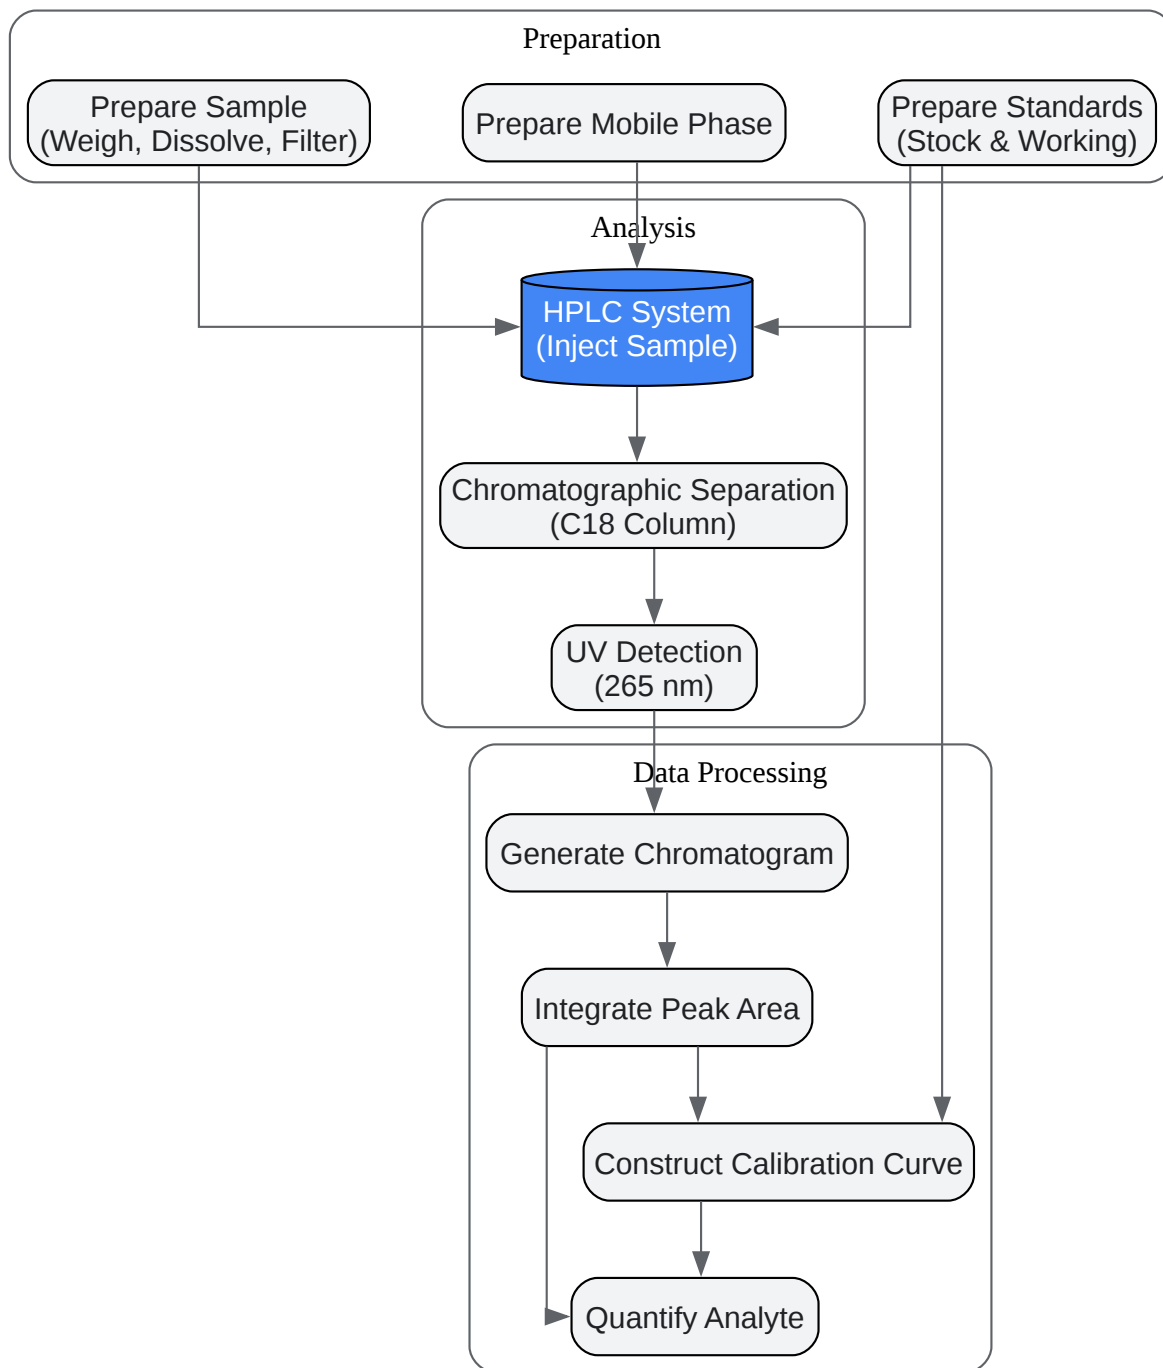 Preparation
Prepare Sample
(Weigh, Dissolve, Filter)
Prepare Mobile Phase
Prepare Standards
(Stock & Working)
Analysis
HPLC System
(Inject Sample)
Chromatographic Separation
(C18 Column)
UV Detection
(265 nm)
Data Processing
Generate Chromatogram
Integrate Peak Area
Construct Calibration Curve
Quantify Analyte